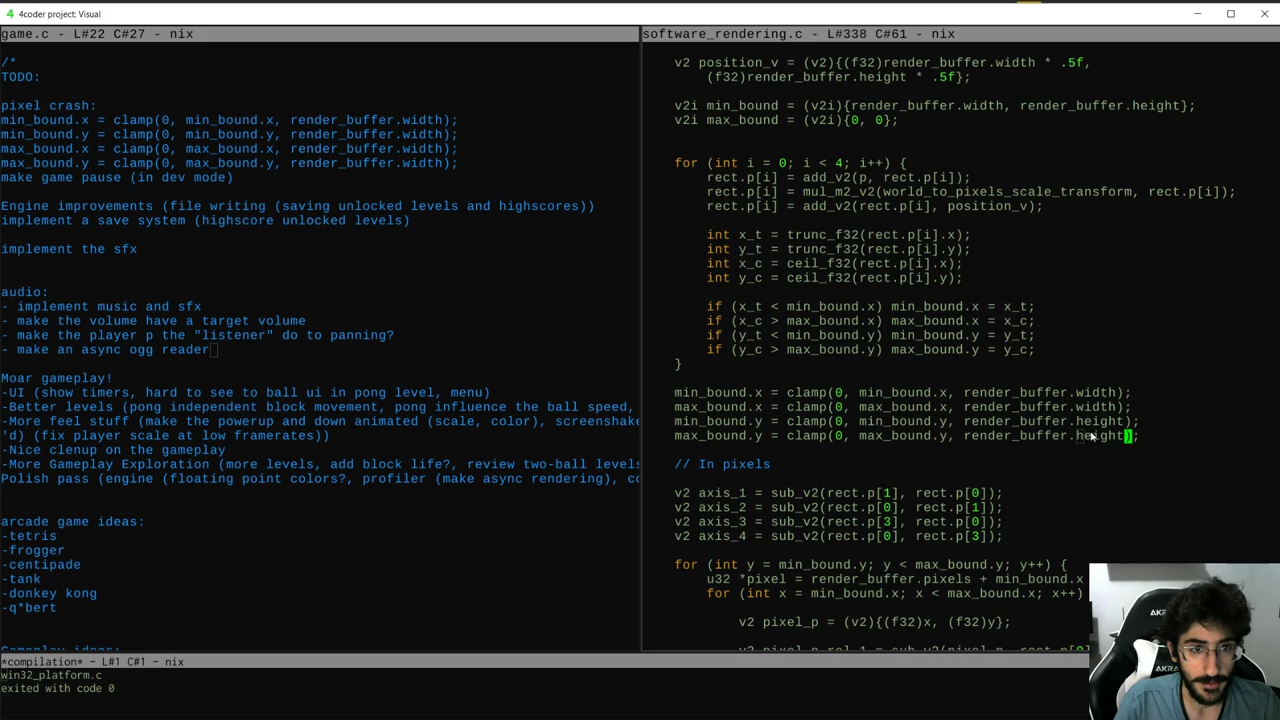 4 4coder project: Visual
game.c - L#22 C#27 - nix
/*
TODO:
pixel crash:
min_bound.x = clamp(0, min_bound.x, render_buffer.width);
min_bound.y = clamp(0, min_bound.y, render_buffer.width);
max_bound.x = clamp(0, max_bound.x, render_buffer.width);
max_bound.y = clamp(0, max_bound.y, render_buffer.width);
make game pause (in dev mode)
Engine improvements (file writing (saving unlocked levels and highscores))
implement a save system (highscore unlocked levels)
implement the sfx
audio:
- implement music and sfx
- make the volume have a target volume
- make the player p the "listener" do to panning?
- make an async ogg reader
Moar gameplay!
-UI (show timers, hard to see to ball ui in pong level, menu)
-Better levels (pong independent block movement, pong influence the ball speed,
-More feel stuff (make the powerup and down animated (scale, color), screenshake
'd) (fix player scale at low framerates))
-Nice clenup on the gameplay
-More Gameplay Exploration (more levels, add block life?, review two-ball levels
Polish pass (engine (floating point colors?, profiler (make async rendering), co
arcade game ideas:
-tetris
-frogger
-centipade
-tank
-donkey kong
-q*bert
Gameplay ideas:
software_rendering.c - L#338 C#61 - nix
v2 position_v = (v2){(f32)render_buffer.width * .5f,
(f32)render_buffer.height * .5f};
v2i min_bound = (v2i){render_buffer.width, render_buffer.height};
v2i max_bound = (v2i){0, 0};
for (int i = 0; i < 4; i++) {
rect.p[i] = add_v2(p, rect.p[i]);
rect.p[i] = mul_m2_v2(world_to_pixels_scale_transform, rect.p[i]);
rect.p[i] = add_v2(rect.p[i], position_v);
int x_t = trunc_f32(rect.p[i].x);
int y_t = trunc_f32(rect.p[i].y);
int x_c = ceil_f32(rect.p[i].x);
int y_c = ceil_f32(rect.p[i].y);
if (x_t < min_bound.x) min_bound.x = x_t;
if (x_c > max_bound.x) max_bound.x = x_c;
if (y_t < min_bound.y) min_bound.y = y_t;
if (y_c > max_bound.y) max_bound.y = y_c;
}
min_bound.x = clamp(0, min_bound.x, render_buffer.width);
max_bound.x = clamp(0, max_bound.x, render_buffer.width);
min_bound.y = clamp(0, min_bound.y, render_buffer.height);
max_bound.y = clamp(0, max_bound.y, render_buffer.height);
// In pixels
v2 axis_1 = sub_v2(rect.p[1], rect.p[0]);
v2 axis_2 = sub_v2(rect.p[0], rect.p[1]);
v2 axis_3 = sub_v2(rect.p[3], rect.p[0]);
v2 axis_4 = sub_v2(rect.p[0], rect.p[3]);
for (int y = min_bound.y; y < max_bound.y; y++) {
u32 *pixel = render_buffer.pixels + min_bound.x
for (int x = min_bound.x; x < max_bound.x; x++)
v2 pixel_p = (v2){(f32)x, (f32)y};
*compilation* - L#1 C#1 - nix
win32_platform.c
exited with code 0